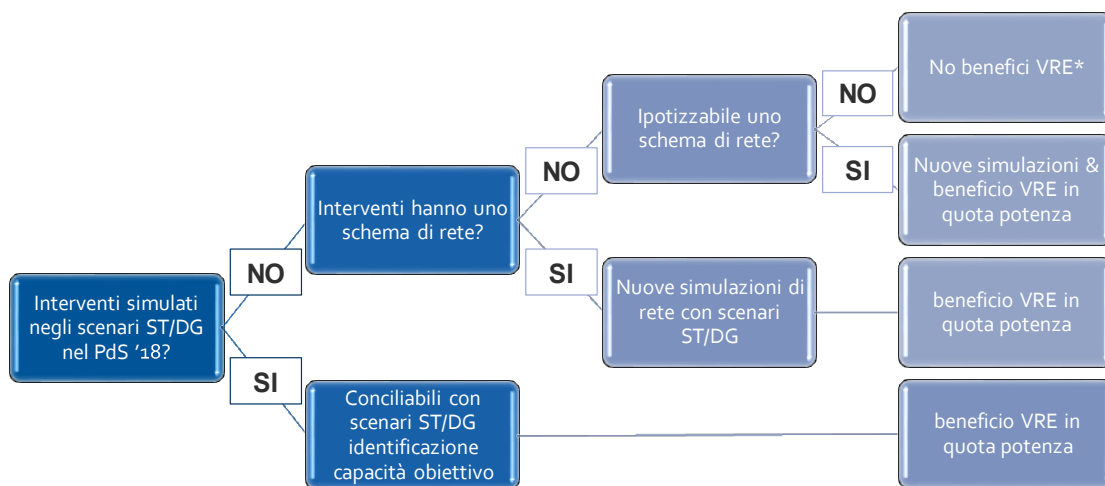 Interventi simulati
negli scenari ST/DG
nel PdS '18?
NO
SI
Interventi hanno uno
schema di rete?
NO
SI
Conciliabili con
scenari ST/DG
identificazione
capacità obiettivo
Ipotizzabile uno
schema di rete?
NO
SI
Nuove simulazioni di
rete con scenari
ST/DG
No benefici VRE*
Nuove simulazioni &
beneficio VRE in
quota potenza
beneficio VRE in
quota potenza
beneficio VRE in
quota potenza